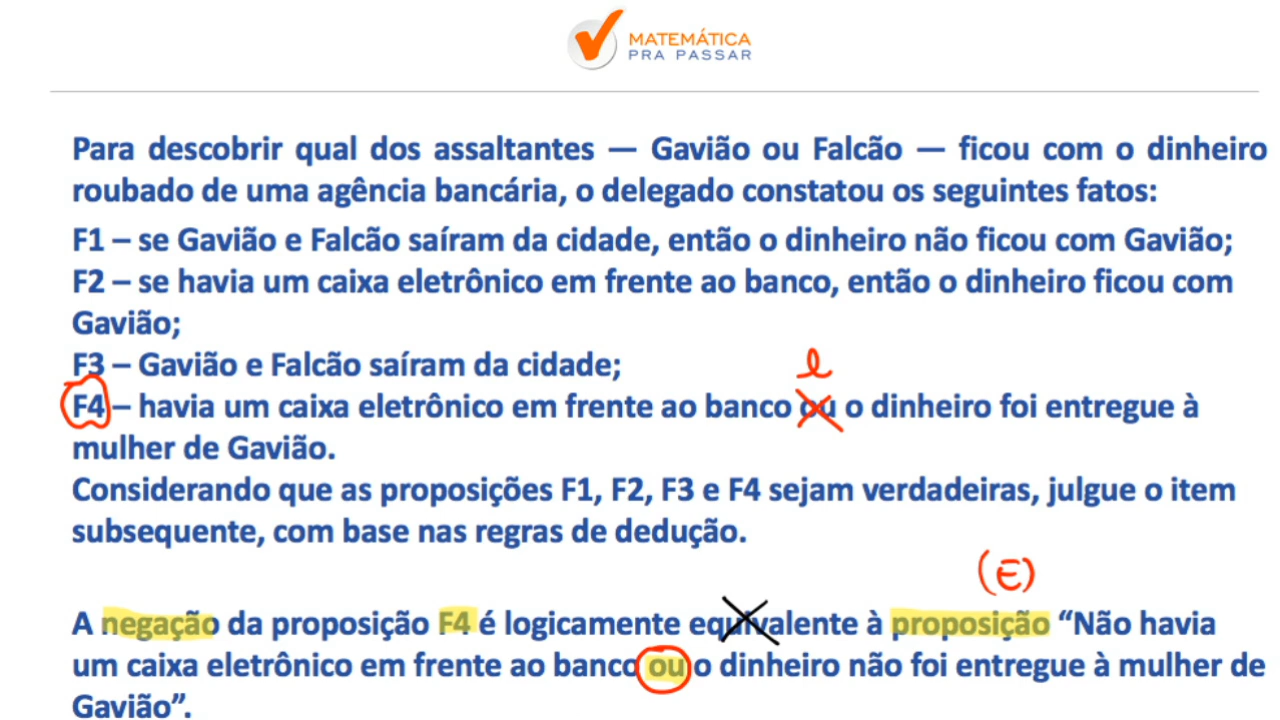 MATEMÁTICA
PRA PASSAR
Para descobrir qual dos assaltantes — Gavião ou Falcão — ficou com o dinheiro
roubado de uma agência bancária, o delegado constatou os seguintes fatos:
F1 – se Gavião e Falcão saíram da cidade, então o dinheiro não ficou com Gavião;
F2 – se havia um caixa eletrônico em frente ao banco, então o dinheiro ficou com
Gavião;
F3 – Gavião e Falcão saíram da cidade;
e
F4 – havia um caixa eletrônico em frente ao banco ou o dinheiro foi entregue à
mulher de Gavião.
Considerando que as proposições F1, F2, F3 e F4 sejam verdadeiras, julgue o item
subsequente, com base nas regras de dedução.
(E)
A negação da proposição F4 é logicamente equivalente à proposição “Não havia
um caixa eletrônico em frente ao banco ou o dinheiro não foi entregue à mulher de
Gavião”.